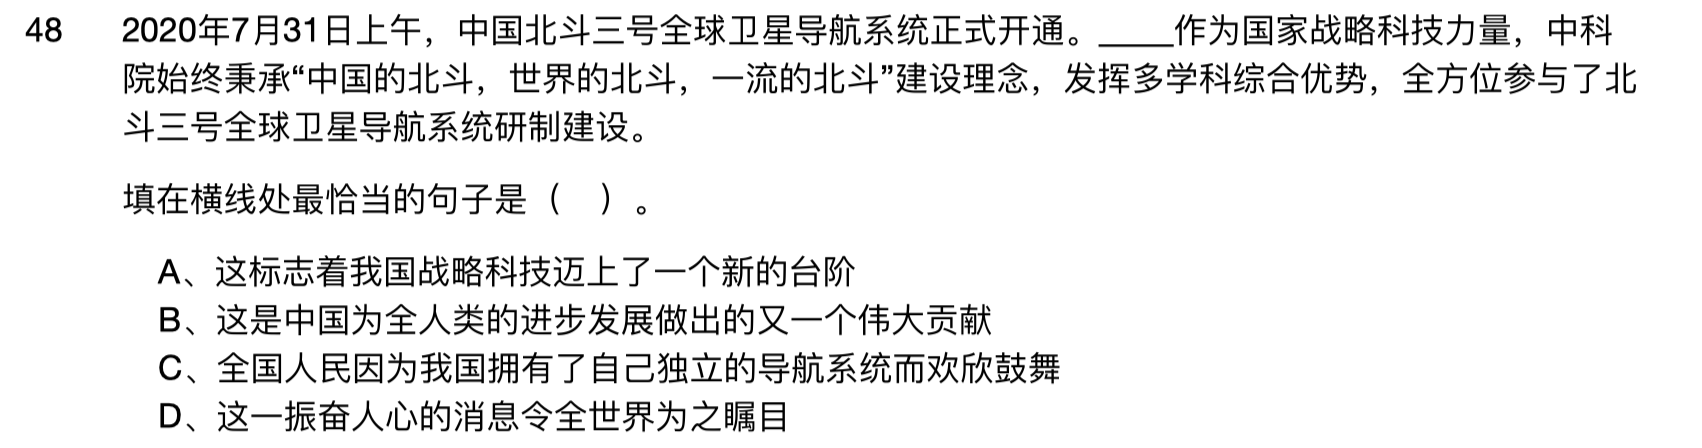 48 2020年7月31日上午，中国北斗三号全球卫星导航系统正式开通。____作为国家战略科技力量，中科
院始终秉承“中国的北斗，世界的北斗，一流的北斗”建设理念，发挥多学科综合优势，全方位参与了北
斗三号全球卫星导航系统研制建设。
填在横线处最恰当的句子是（ ）。
A、这标志着我国战略科技迈上了一个新的台阶
B、这是中国为全人类的进步发展做出的又一个伟大贡献
C、全国人民因为我国拥有了自己独立的导航系统而欢欣鼓舞
D、这一振奋人心的消息令全世界为之瞩目